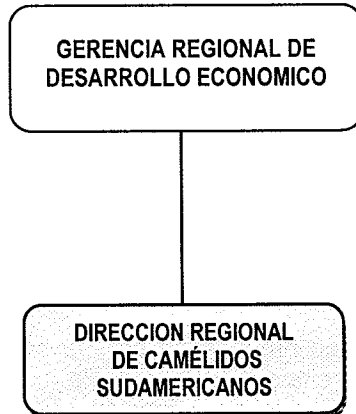 GERENCIA REGIONAL DE
DESARROLLO ECONOMICO
DIRECCION REGIONAL
DE CAMÉLIDOS
SUDAMERICANOS